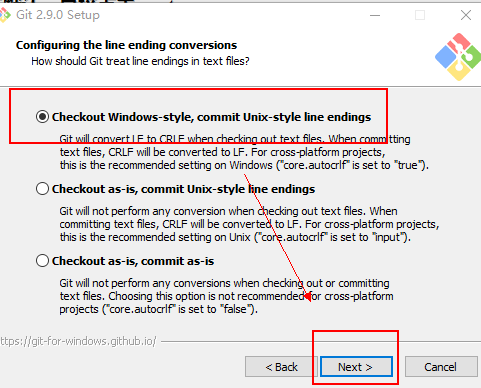 Git 2.9.0 Setup
Configuring the line ending conversions
How should Git treat line endings in text files?
Checkout Windows-style, commit Unix-style line endings
Git will convert LF to CRLF when checking out text files. When committing
text files, CRLF will be converted to LF. For cross-platform projects,
this is the recommended setting on Windows ("core.autocrlf" is set to "true").
Checkout as-is, commit Unix-style line endings
Git will not perform any conversion when checking out text files. When
committing text files, CRLF will be converted to LF. For cross-platform projects,
this is the recommended setting on Unix ("core.autocrlf" is set to "input").
Checkout as-is, commit as-is
Git will not perform any conversions when checking out or committing
text files. Choosing this option is not recommended for cross-platform
projects ("core.autocrlf" is set to "false").
ttps://git-for-windows.github.io/
< Back
Next >
Cancel